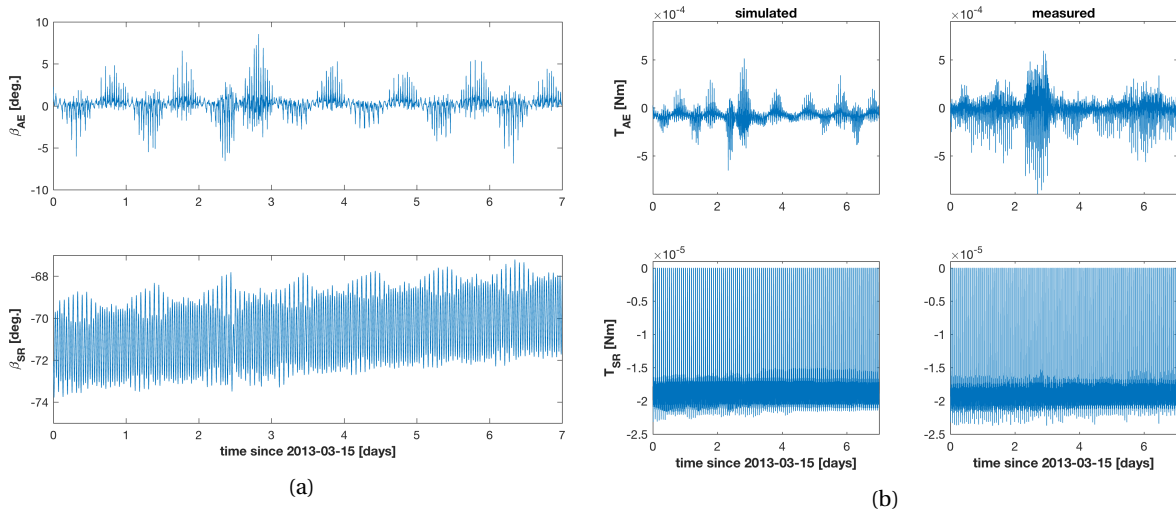 10
5
0
-5
-10
β_AE [deg.]
0 1 2 3 4 5 6 7
-68
-70
-72
-74
β_SR [deg.]
0 1 2 3 4 5 6 7
time since 2013-03-15 [days]
(a)
simulated
×10⁻⁴
5
0
-5
T_AE [Nm]
0 2 4 6
measured
×10⁻⁴
5
0
-5
0 2 4 6
×10⁻⁵
0
-0.5
-1
-1.5
-2
-2.5
T_SR [Nm]
0 2 4 6
time since 2013-03-15 [days]
×10⁻⁵
0
-0.5
-1
-1.5
-2
-2.5
0 2 4 6
time since 2013-03-15 [days]
(b)